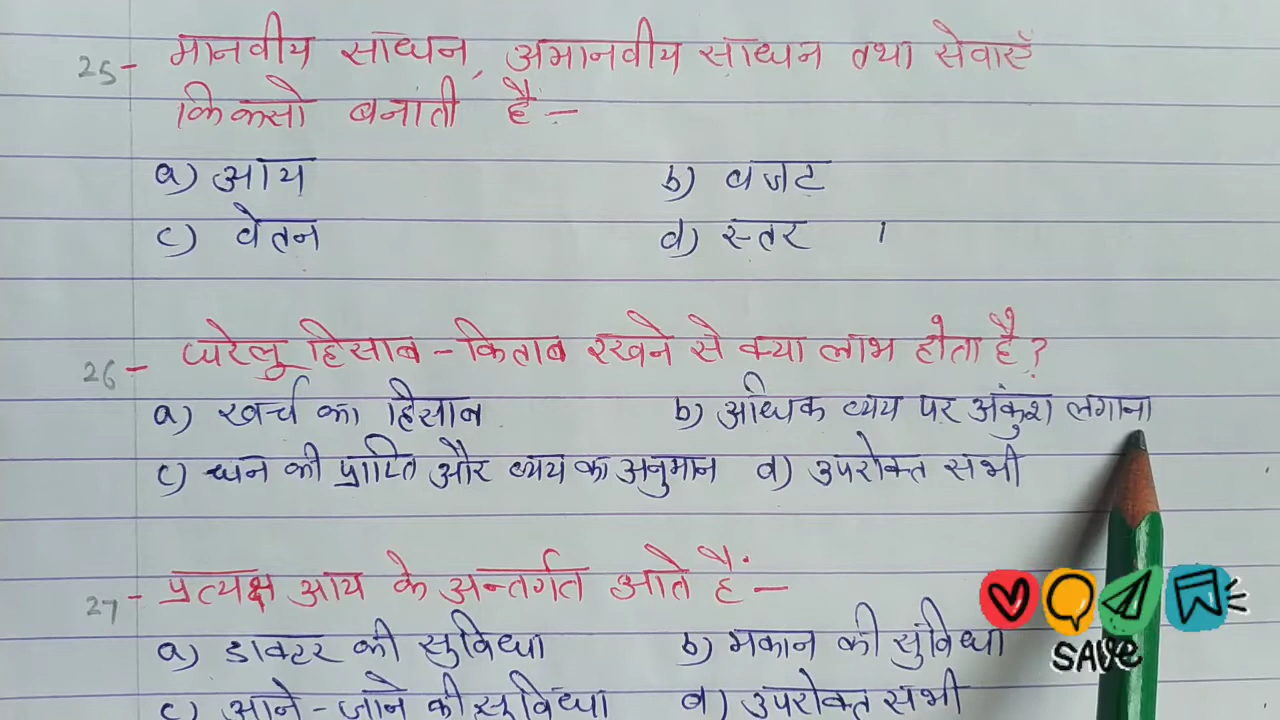 25- मानवीय साधन, अमानवीय साधन तथा सेवाएँ
किकसो बनाती है -
a) आय b) वजट
c) वेतन d) स्तर ।
26- घरेलू हिसाब-किताब रखने से क्या लाभ होता है?
a) खर्च का हिसाब b) अधिक व्यय पर अंकुश लगाना
c) धन की प्राप्ति और व्यय का अनुमान d) उपरोक्त सभी
27- प्रत्यक्ष आय के अन्तर्गत आते हैं -
a) डाक्टर की सुविधा b) मकान की सुविधा
c) आने-जाने की सुविधा d) उपरोक्त सभी
SAVE